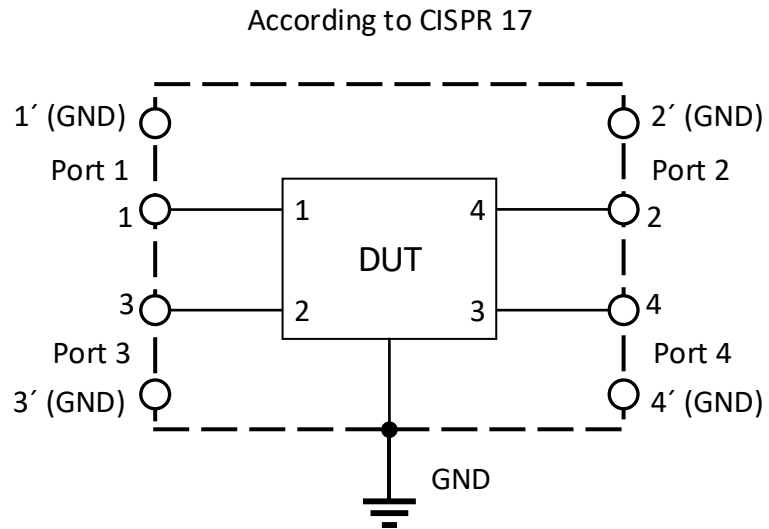 According to CISPR 17
1´ (GND) 2´ (GND)
Port 1 Port 2
1 1 4 2
DUT
3 2 3 4
Port 3 Port 4
3´ (GND) 4´ (GND)
GND